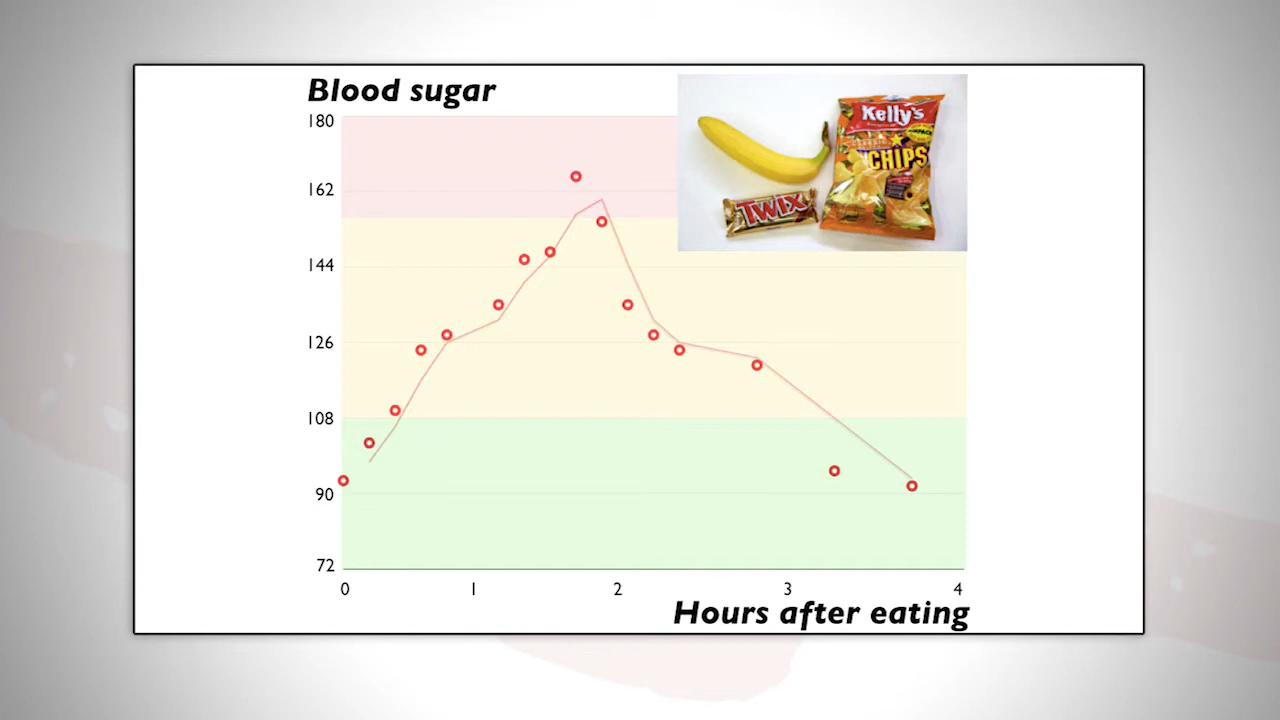 Blood sugar
180
162
144
126
108
90
72
0 1 2 3 4
Hours after eating
Kelly's
CHIPS
TWIX